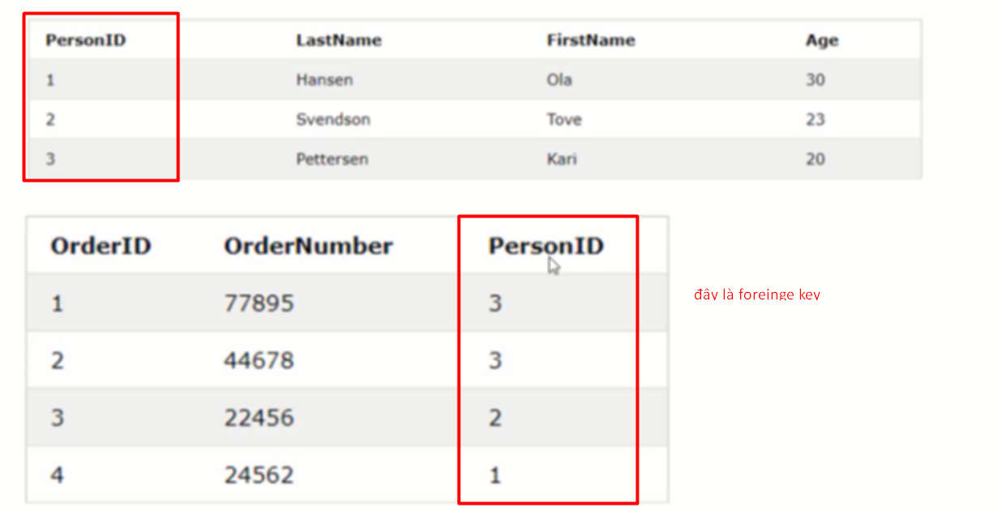 PersonID LastName FirstName Age
1 Hansen Ola 30
2 Svendson Tove 23
3 Pettersen Kari 20
OrderID OrderNumber PersonID
1 77895 3
đây là foreinge key
2 44678 3
3 22456 2
4 24562 1